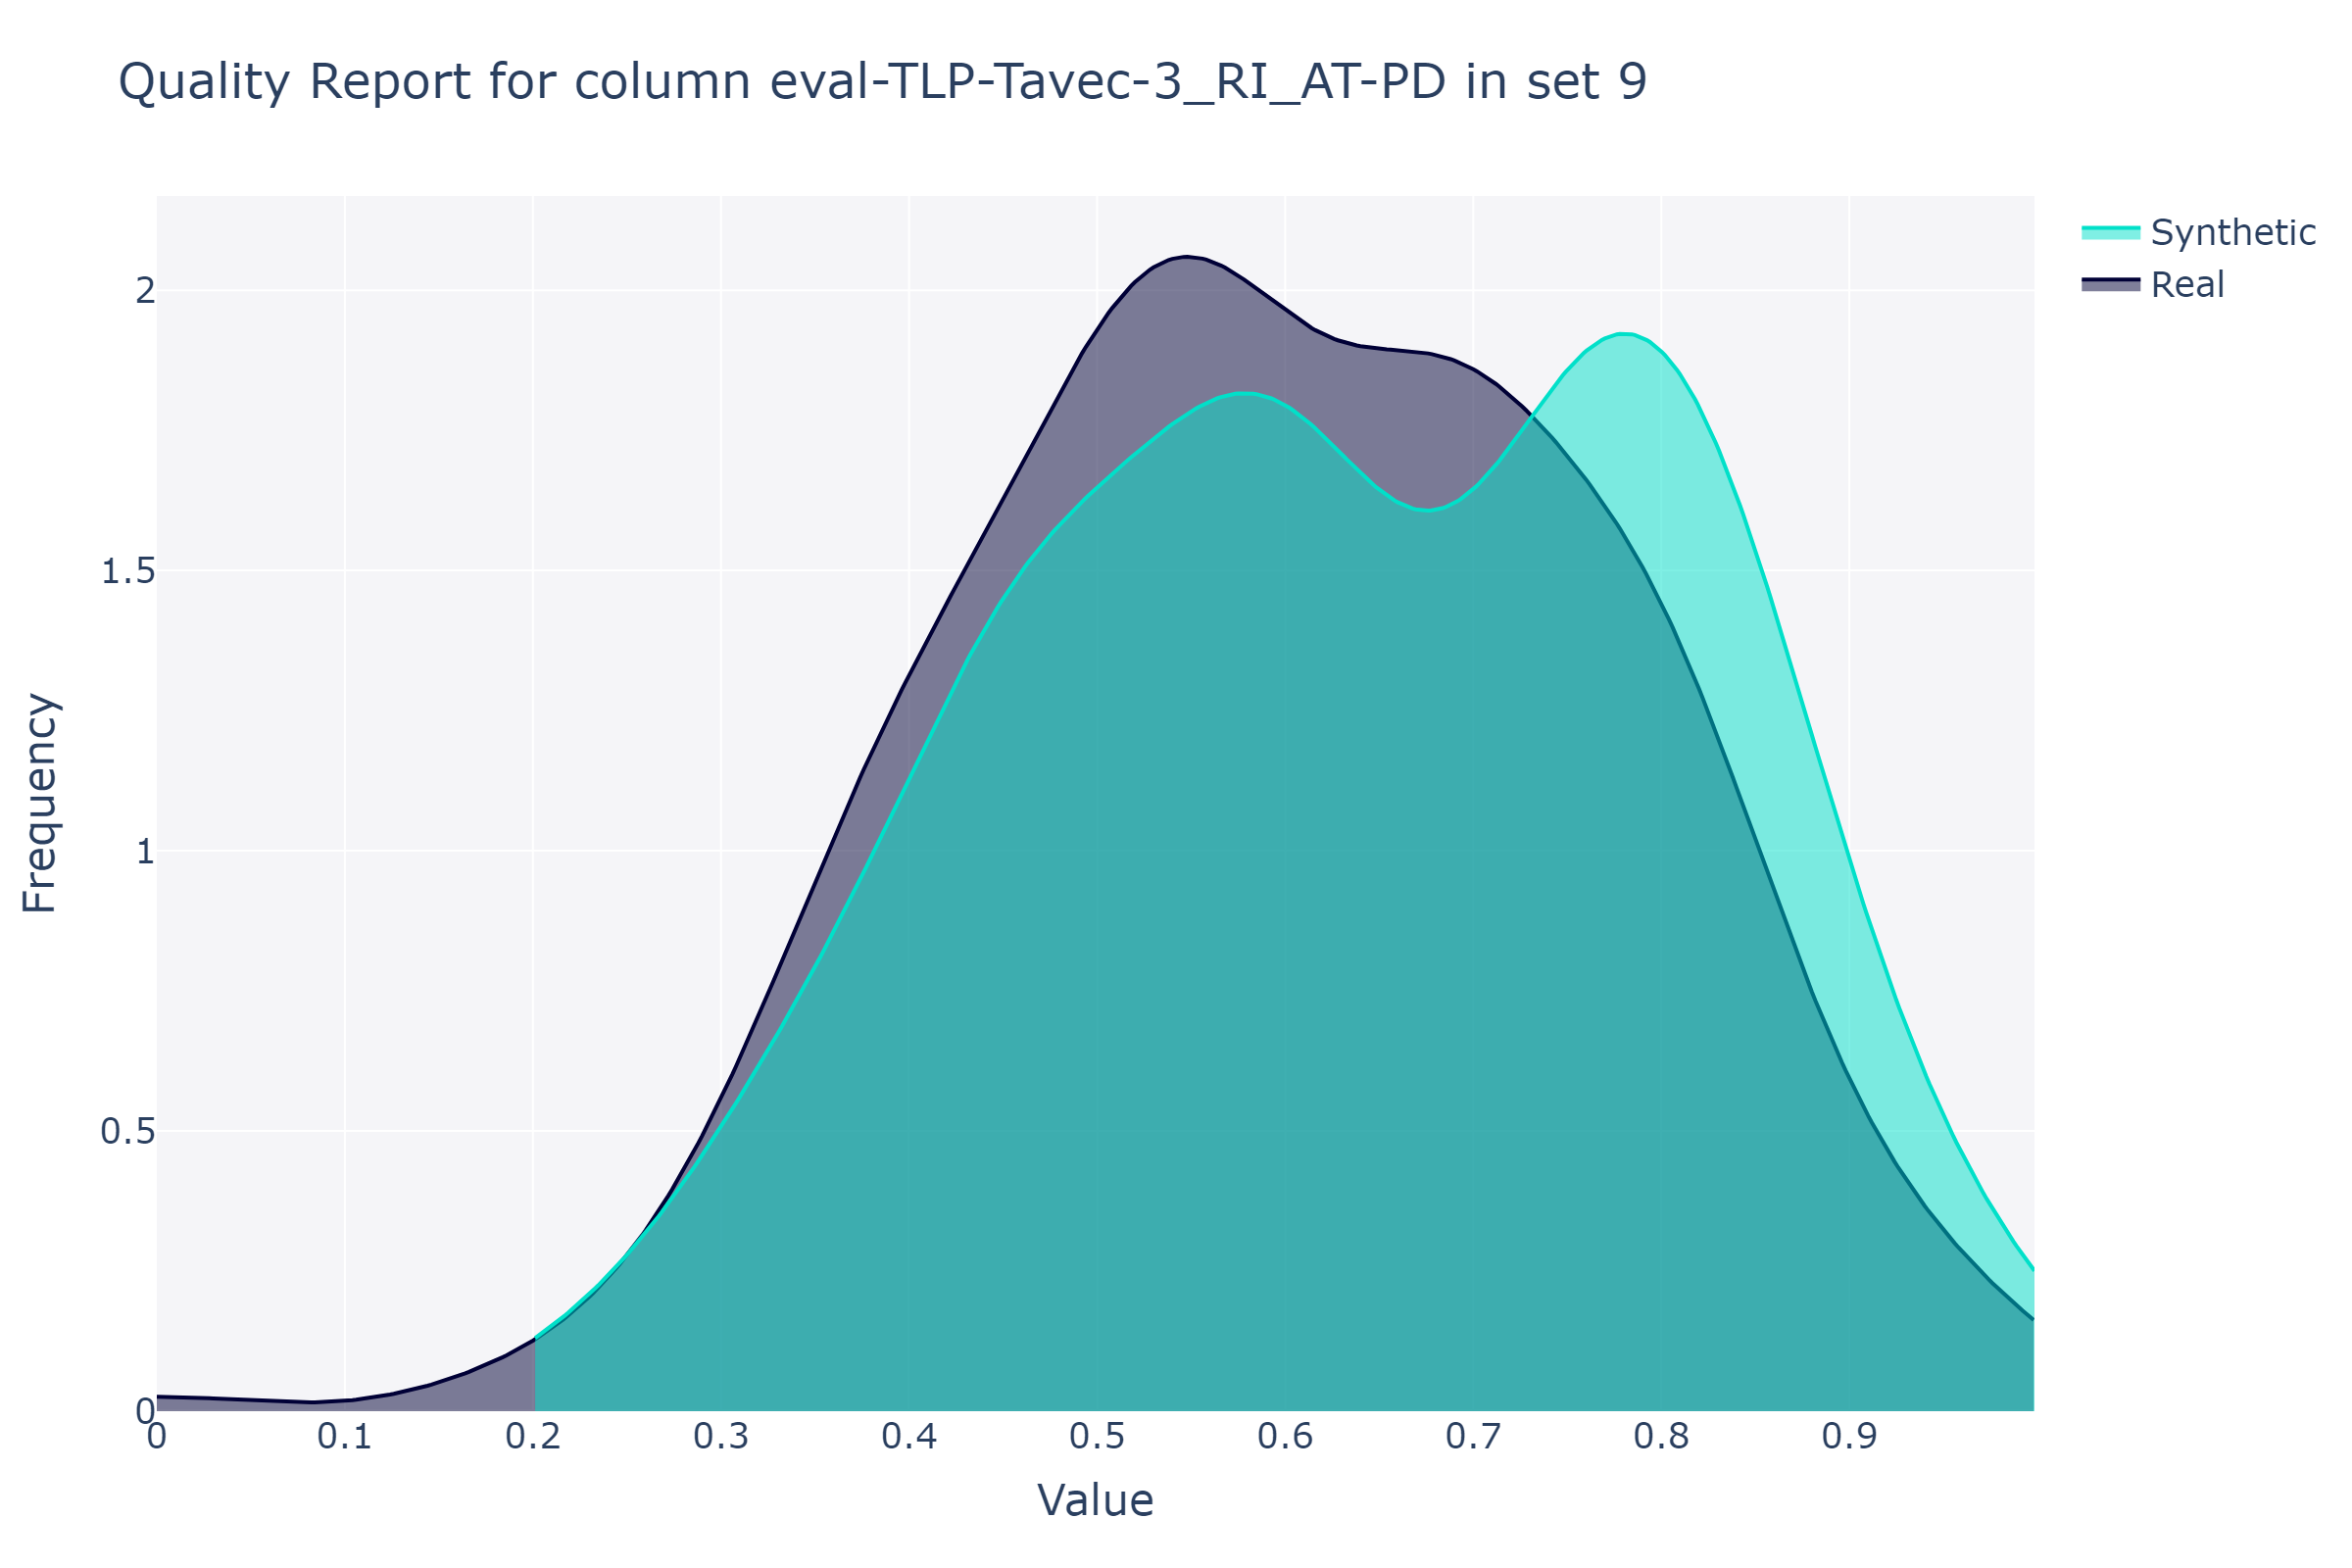 Quality Report for column eval-TLP-Tavec-3_RI_AT-PD in set 9
Synthetic
Real
2
1.5
1
0.5
0
0 0.1 0.2 0.3 0.4 0.5 0.6 0.7 0.8 0.9
Frequency
Value